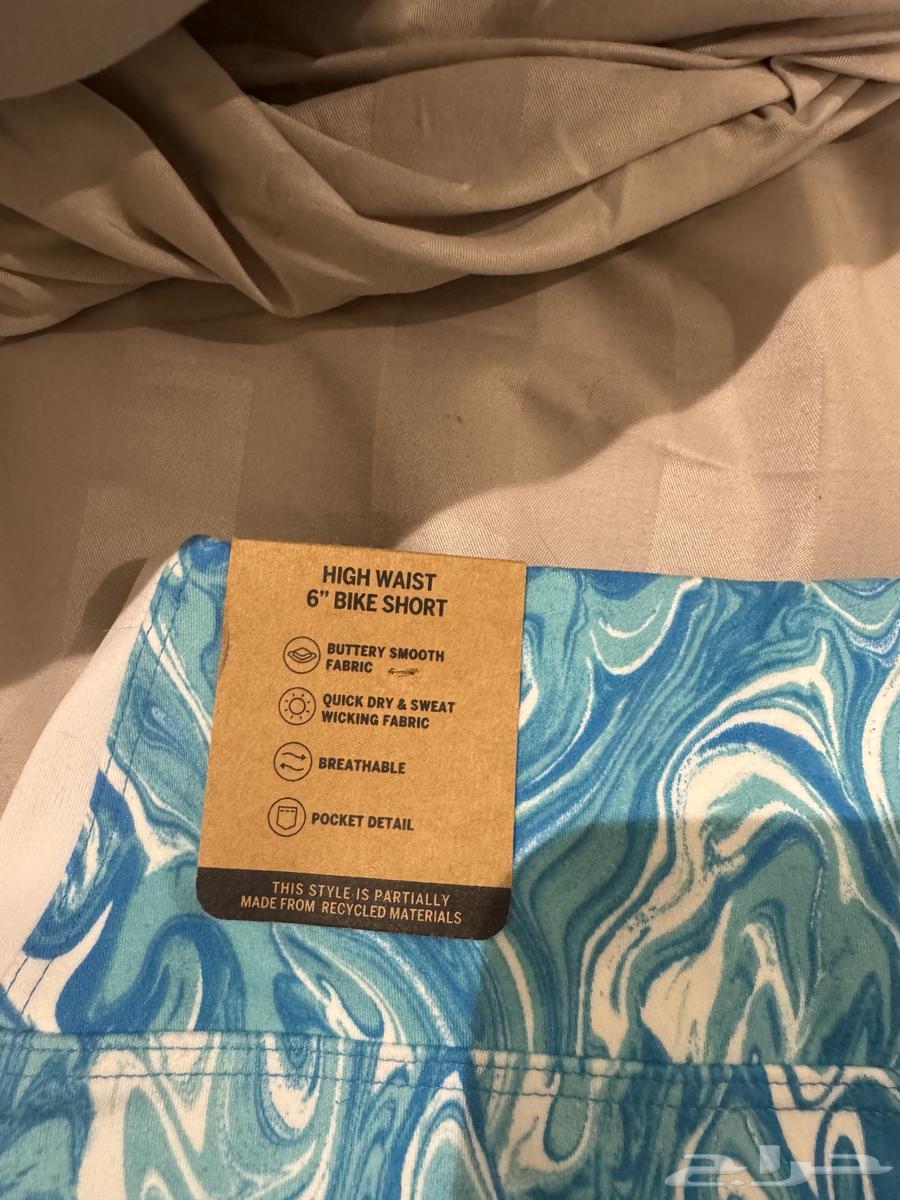 HIGH WAIST
6” BIKE SHORT
BUTTERY SMOOTH
FABRIC
QUICK DRY & SWEAT
WICKING FABRIC
BREATHABLE
POCKET DETAIL
THIS STYLE IS PARTIALLY
MADE FROM RECYCLED MATERIALS
حراج